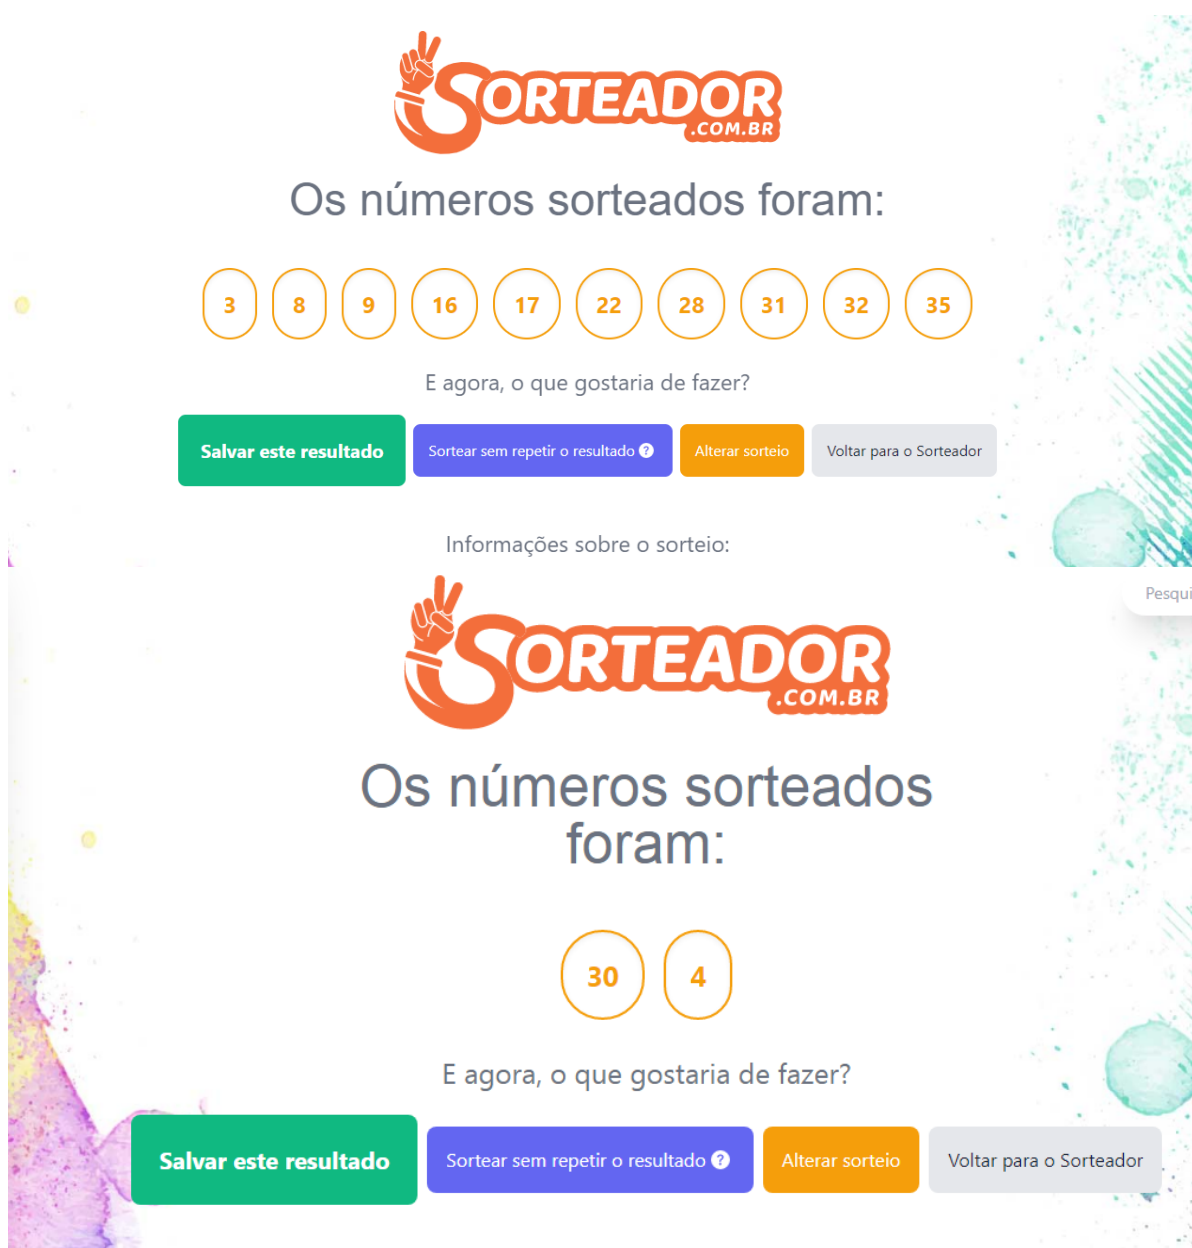 SORTEADOR
.COM.BR
Os números sorteados foram:
3 8 9 16 17 22 28 31 32 35
E agora, o que gostaria de fazer?
Salvar este resultado Sortear sem repetir o resultado ? Alterar sorteio Voltar para o Sorteador
Informações sobre o sorteio:
Pesqui
SORTEADOR
.COM.BR
Os números sorteados
foram:
30 4
E agora, o que gostaria de fazer?
Salvar este resultado Sortear sem repetir o resultado ? Alterar sorteio Voltar para o Sorteador